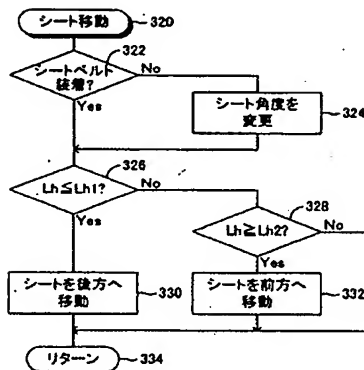 シート移動
320
322
シートベルト
装着?
No
Yes
シート角度を
変更
324
326
Lh≦Lh1?
No
Yes
328
Lh≧Lh2?
No
Yes
シートを後方へ
移動
330
シートを前方へ
移動
332
リターン
334